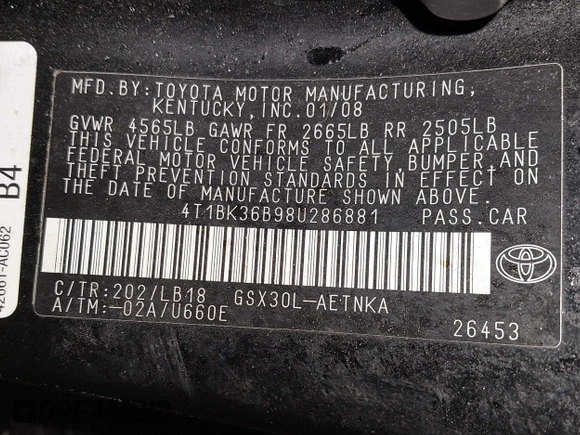 MFD.BY:TOYOTA MOTOR MANUFACTURING,
KENTUCKY,INC.01/08
GVWR 4565LB GAWR FR 2665LB RR 2505LB
THIS VEHICLE CONFORMS TO ALL APPLICABLE
FEDERAL MOTOR VEHICLE SAFETY,BUMPER,AND
THEFT PREVENTION STANDARDS IN EFFECT ON
THE DATE OF MANUFACTURE SHOWN ABOVE.
4T1BK36B98U286881 PASS.CAR
C/TR:202/LB18 GSX30L-AETNKA
A/TM:-02A/U660E
26453
B4